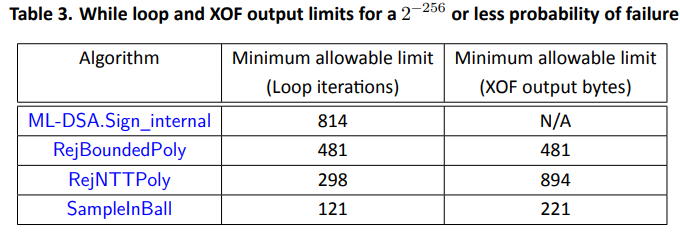 Table 3. While loop and XOF output limits for a 2^−256 or less probability of failure
Algorithm Minimum allowable limit Minimum allowable limit
(Loop iterations) (XOF output bytes)
ML-DSA.Sign_internal 814 N/A
RejBoundedPoly 481 481
RejNTTPoly 298 894
SampleInBall 121 221